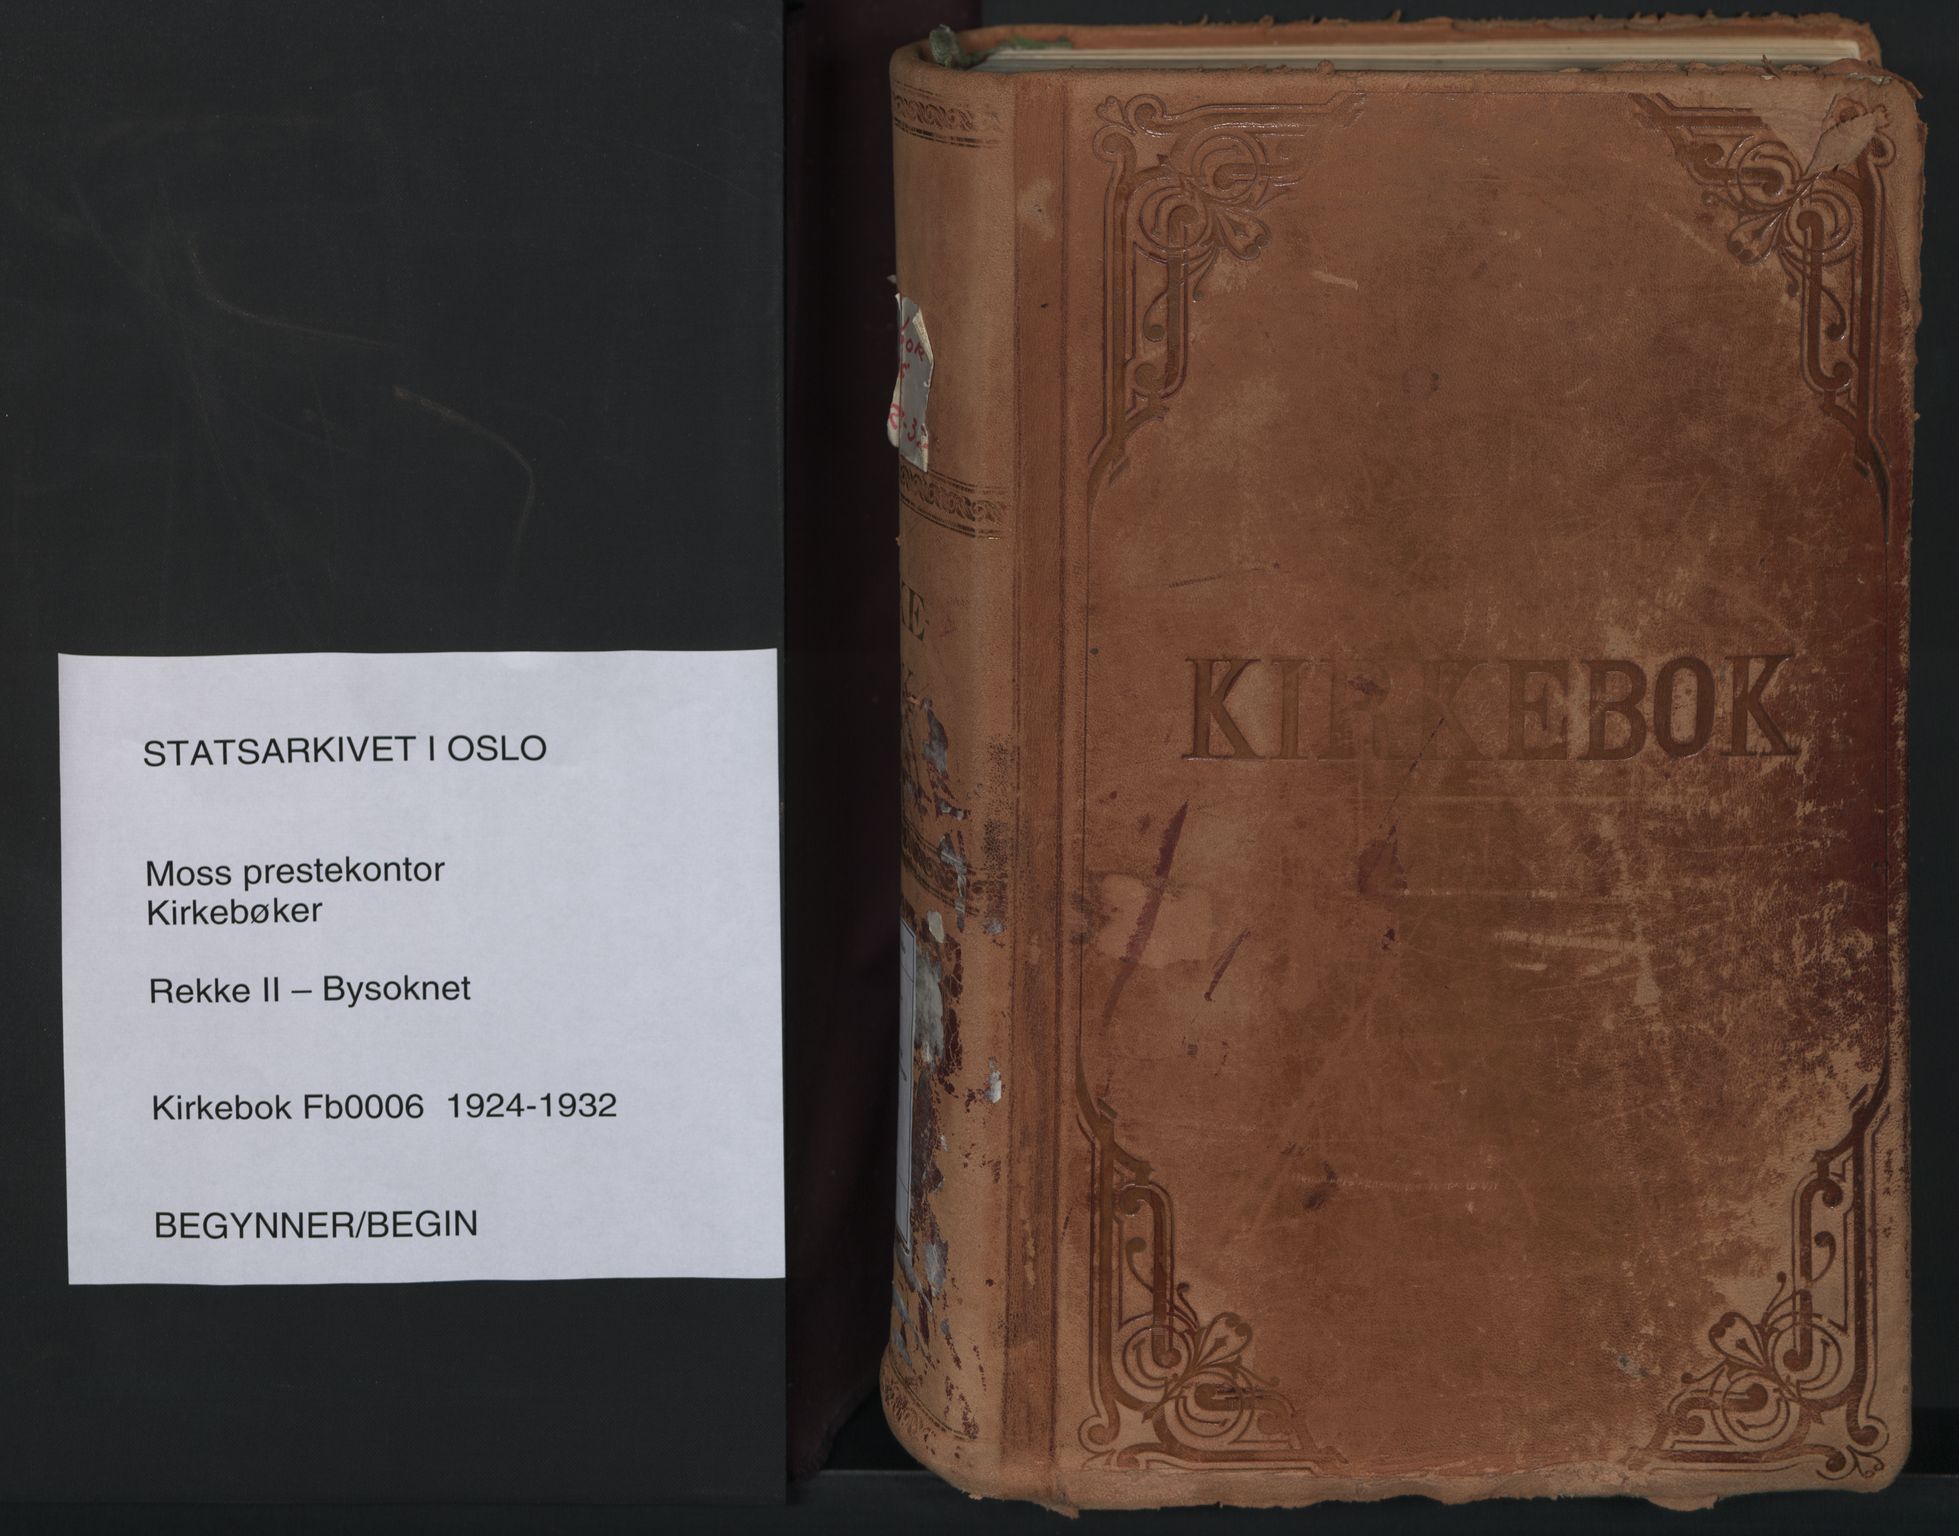 STATSARKIVET I OSLO
Moss prestekontor
Kirkebøker
Rekke II – Bysoknet
Kirkebok Fb0006 1924-1932
BEGYNNER/BEGIN
KIRKEBOK